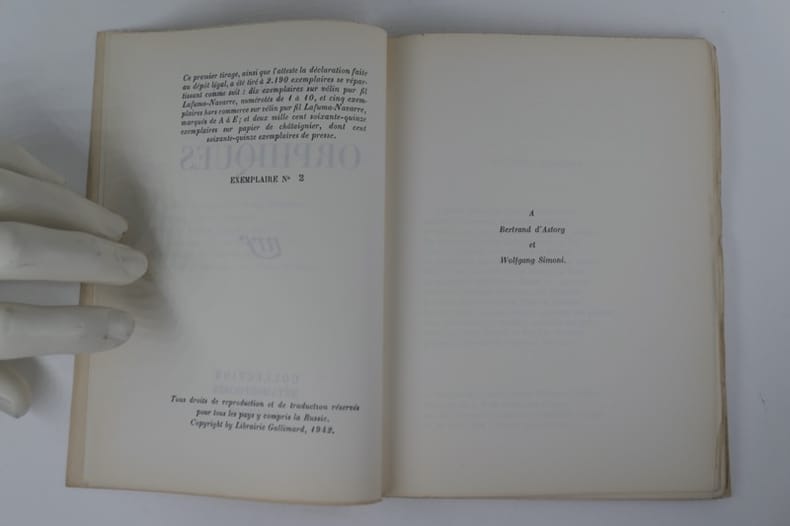 Ce premier tirage, ainsi que l'atteste la déclaration faite
au dépôt légal, a été tiré à 2.190 exemplaires se répar-
tissant comme suit : dix exemplaires sur vélin pur fil
Lafuma-Navarre, numérotés de 1 à 10, et cinq exem-
plaires hors commerce sur vélin pur fil Lafuma-Navarre,
marqués de A à E ; et deux mille cent soixante-quinze
exemplaires sur papier de châtaignier, dont cent
soixante-quinze exemplaires de presse.
ORPHIQUES
EXEMPLAIRE N° 2
nrf
COLLECTION
MÉTAMORPHOSES
Tous droits de reproduction et de traduction réservés
pour tous les pays y compris la Russie.
Copyright by Librairie Gallimard, 1942.
A
Bertrand d'Astorg
et
Wolfgang Simoni.